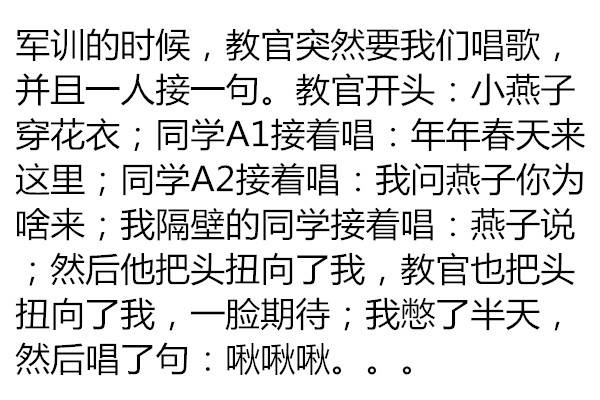 军训的时候，教官突然要我们唱歌，
并且一人接一句。教官开头：小燕子
穿花衣；同学A1接着唱：年年春天来
这里；同学A2接着唱：我问燕子你为
啥来；我隔壁的同学接着唱：燕子说
；然后他把头扭向了我，教官也把头
扭向了我，一脸期待；我憋了半天，
然后唱了句：啾啾啾。。。